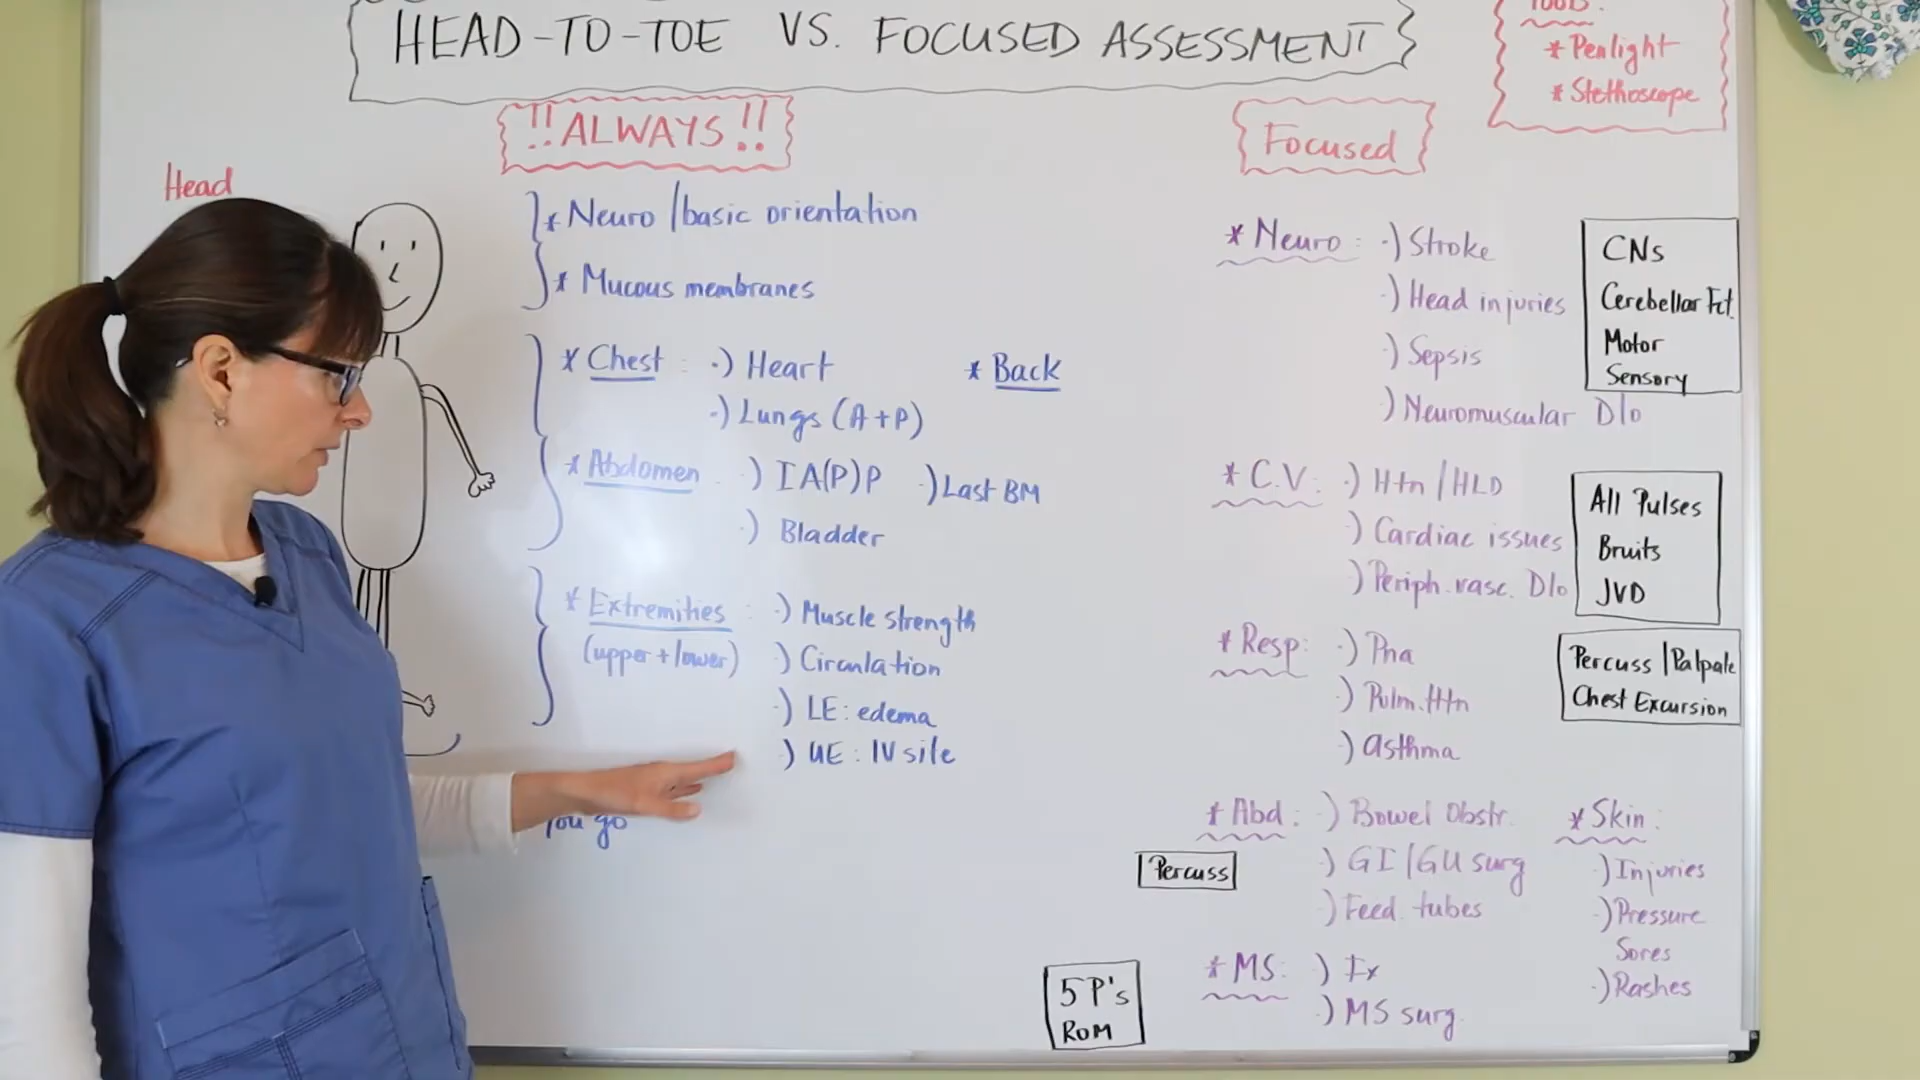 HEAD-TO-TOE VS. FOCUSED ASSESSMENT
* Penlight
* Stethoscope
!! ALWAYS !!
Focused
Head
* Neuro / basic orientation
* Mucous membranes
* Chest : ·) Heart
·) Lungs (A+P)
* Back
* Abdomen ·) IA(P)P ·) Last BM
·) Bladder
* Extremities : ·) Muscle strength
(upper + lower) ·) Circulation
·) LE : edema
·) UE : IV site
you go
* Neuro : ·) Stroke
·) Head injuries
·) Sepsis
·) Neuromuscular D/o
CNs
Cerebellar Fct.
Motor
Sensory
* C.V. : ·) Htn / HLD
·) Cardiac issues
·) Periph. vasc. D/o
All Pulses
Bruits
JVD
* Resp : ·) Pna
·) Pulm. Htn
·) asthma
Percuss / Palpate
Chest Excursion
* Abd : ·) Bowel Obstr.
·) GI / GU surg
·) Feed. tubes
Percuss
* Skin :
·) Injuries
·) Pressure
Sores
·) Rashes
* MS : ·) Fx
·) MS surg.
5 P's
ROM